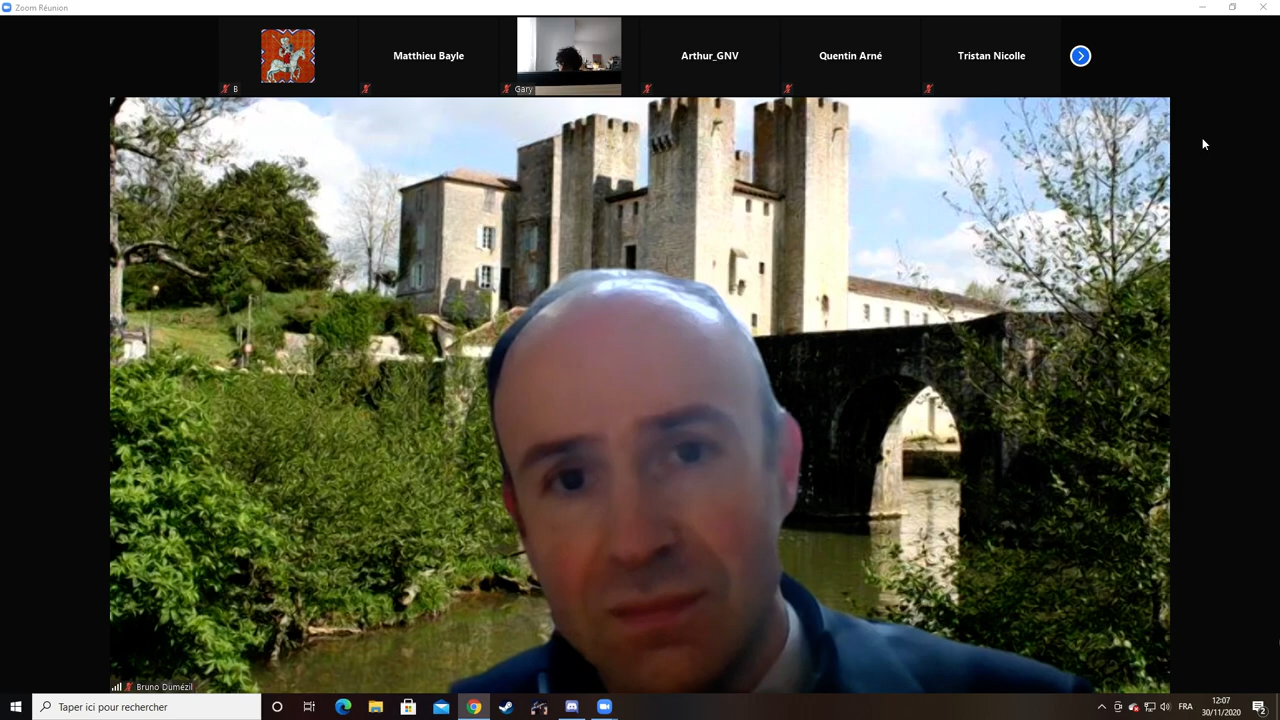 Zoom Réunion
B
Matthieu Bayle
Gary
Arthur_GNV
Quentin Arné
Tristan Nicolle
Bruno Dumézil
Taper ici pour rechercher
FRA
12:07
30/11/2020
2